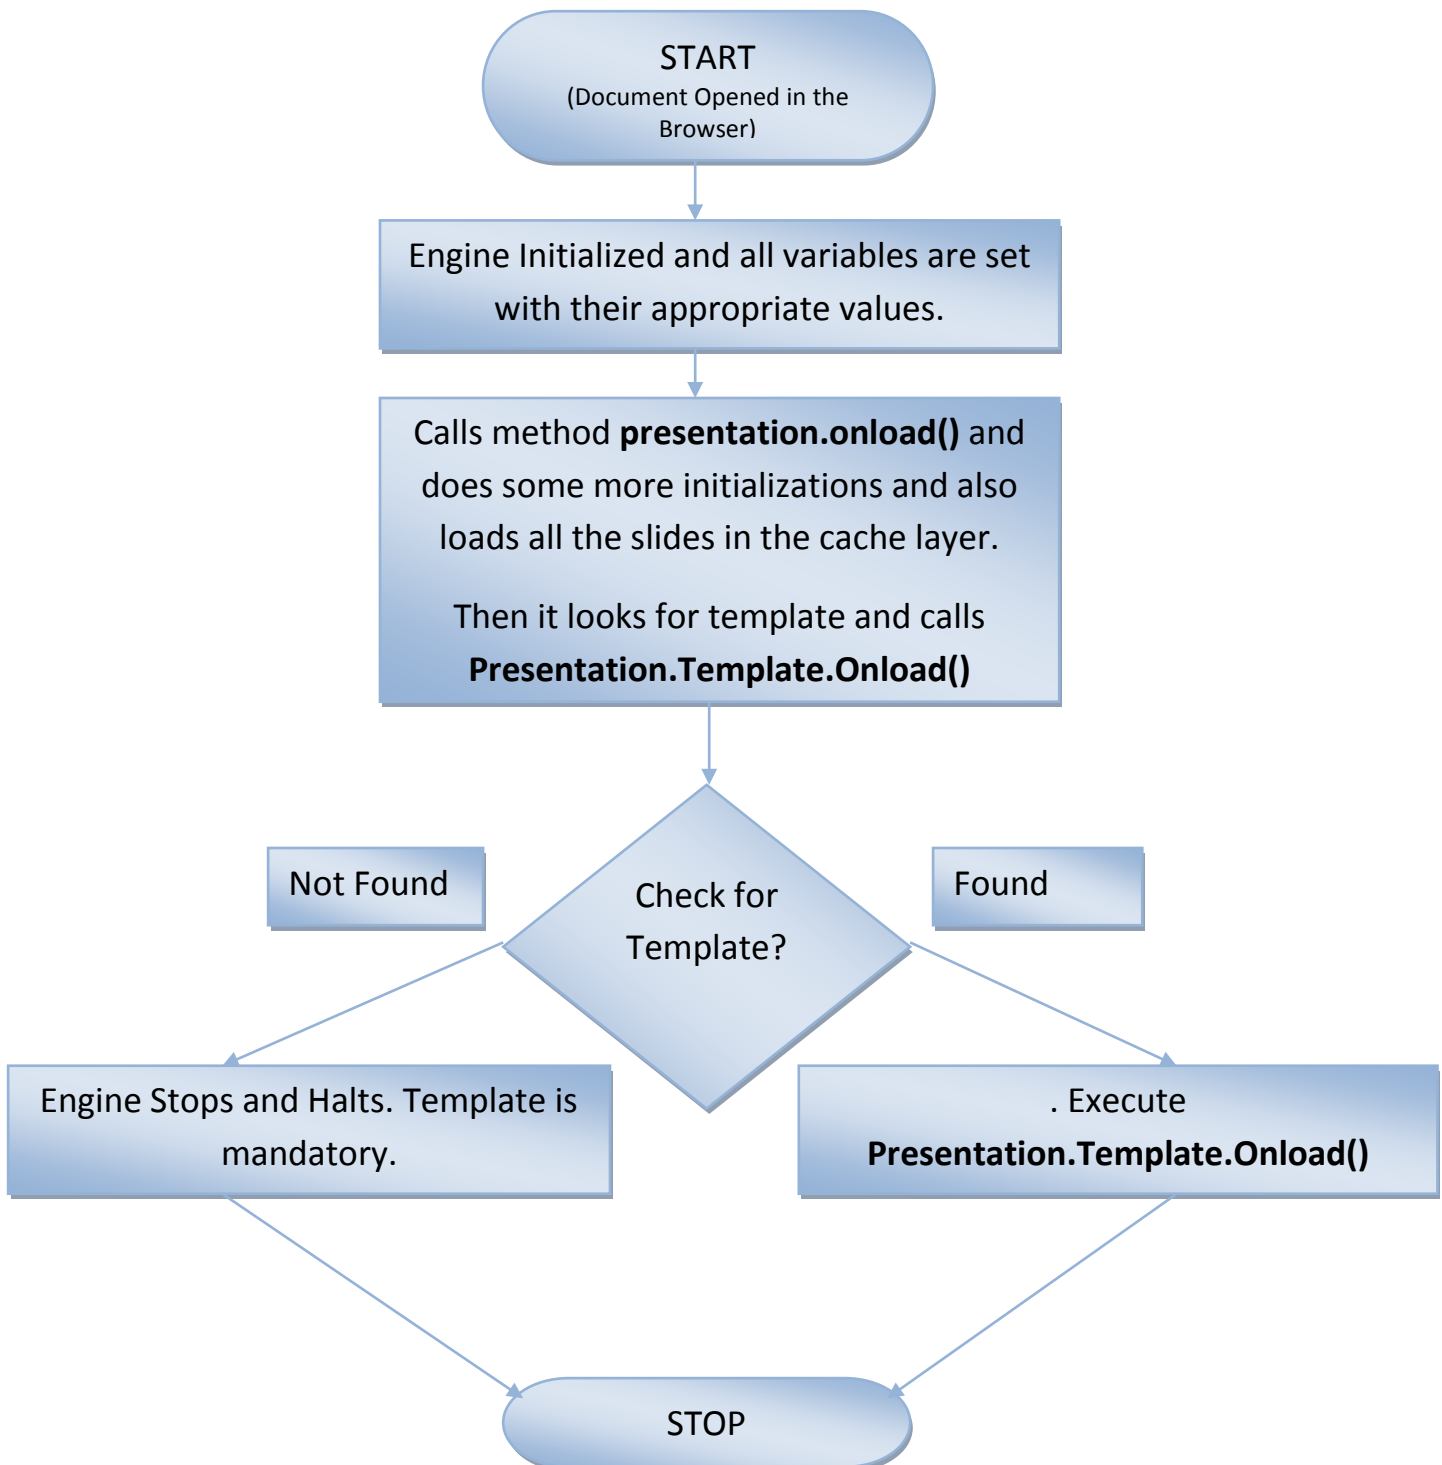 START
(Document Opened in the
Browser)
Engine Initialized and all variables are set
with their appropriate values.
Calls method presentation.onload() and
does some more initializations and also
loads all the slides in the cache layer.
Then it looks for template and calls
Presentation.Template.Onload()
Not Found
Check for
Template?
Found
Engine Stops and Halts. Template is
mandatory.
. Execute
Presentation.Template.Onload()
STOP